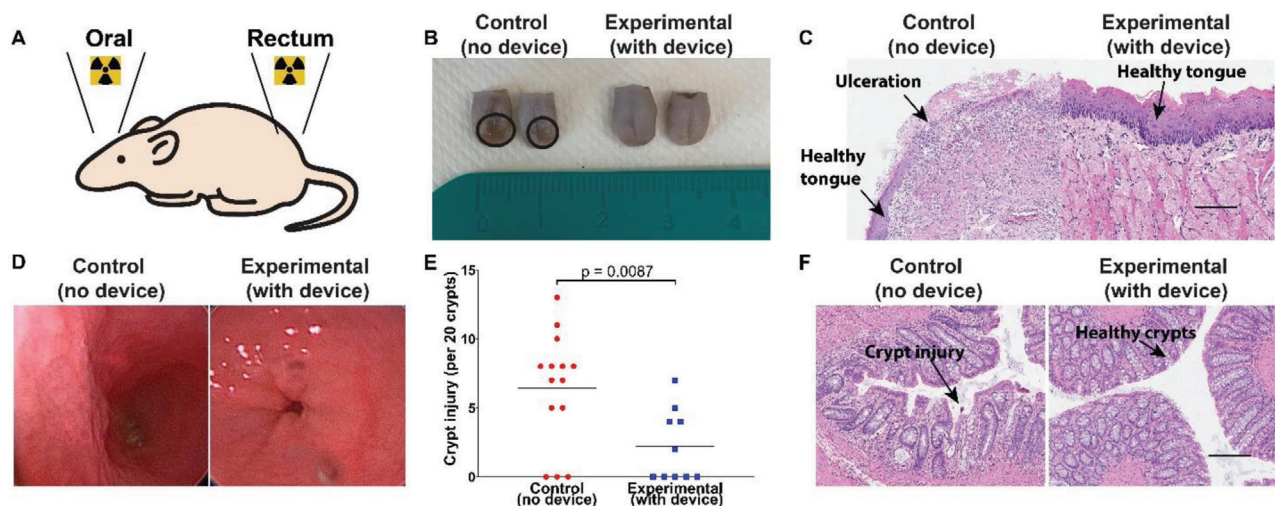 A
Oral
Rectum
B
Control
(no device)
Experimental
(with device)
0 1 2 3 4
C
Control
(no device)
Experimental
(with device)
Ulceration
Healthy tongue
Healthy
tongue
D
Control
(no device)
Experimental
(with device)
E
p = 0.0087
Crypt injury (per 20 crypts)
15
10
5
0
Control
(no device)
Experimental
(with device)
F
Control
(no device)
Experimental
(with device)
Crypt injury
Healthy crypts